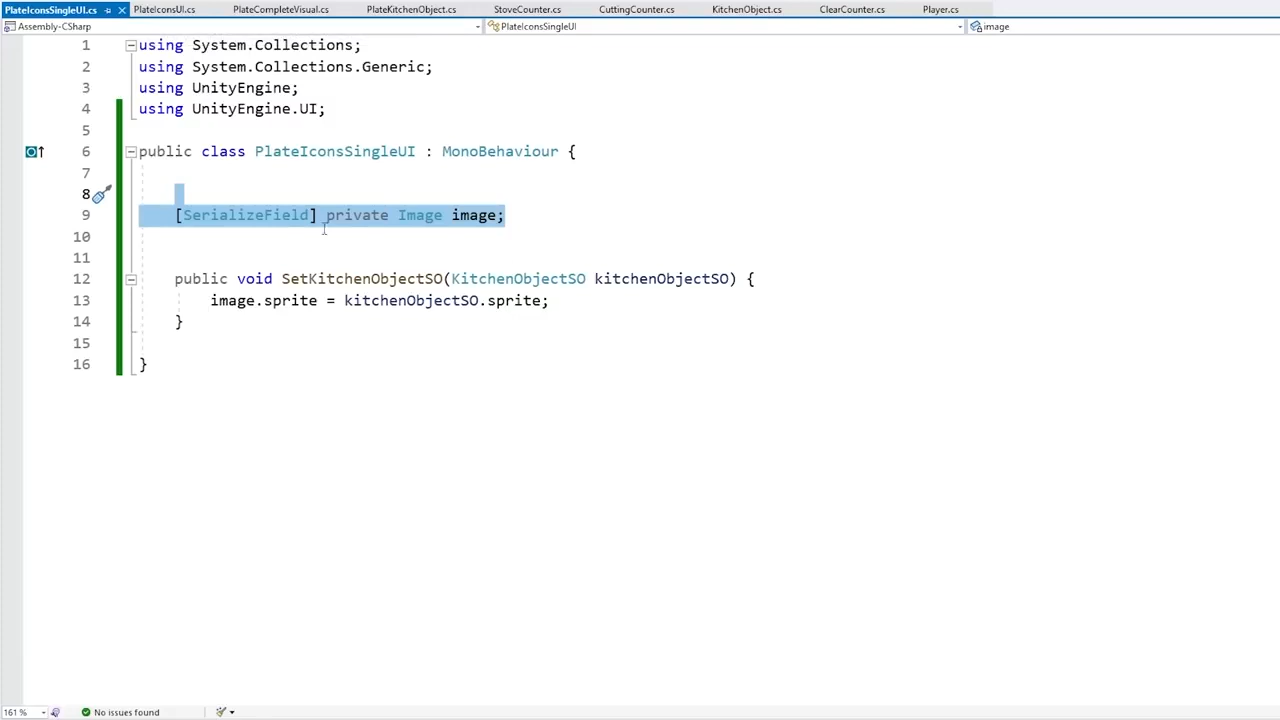 PlateIconsSingleUI.cs PlateIconsUI.cs PlateCompleteVisual.cs PlateKitchenObject.cs StoveCounter.cs CuttingCounter.cs KitchenObject.cs ClearCounter.cs Player.cs
Assembly-CSharp PlateIconsSingleUI image
1 using System.Collections;
2 using System.Collections.Generic;
3 using UnityEngine;
4 using UnityEngine.UI;
5
6 public class PlateIconsSingleUI : MonoBehaviour {
7
8
9 [SerializeField] private Image image;
10
11
12 public void SetKitchenObjectSO(KitchenObjectSO kitchenObjectSO) {
13 image.sprite = kitchenObjectSO.sprite;
14 }
15
16 }
161 % No issues found